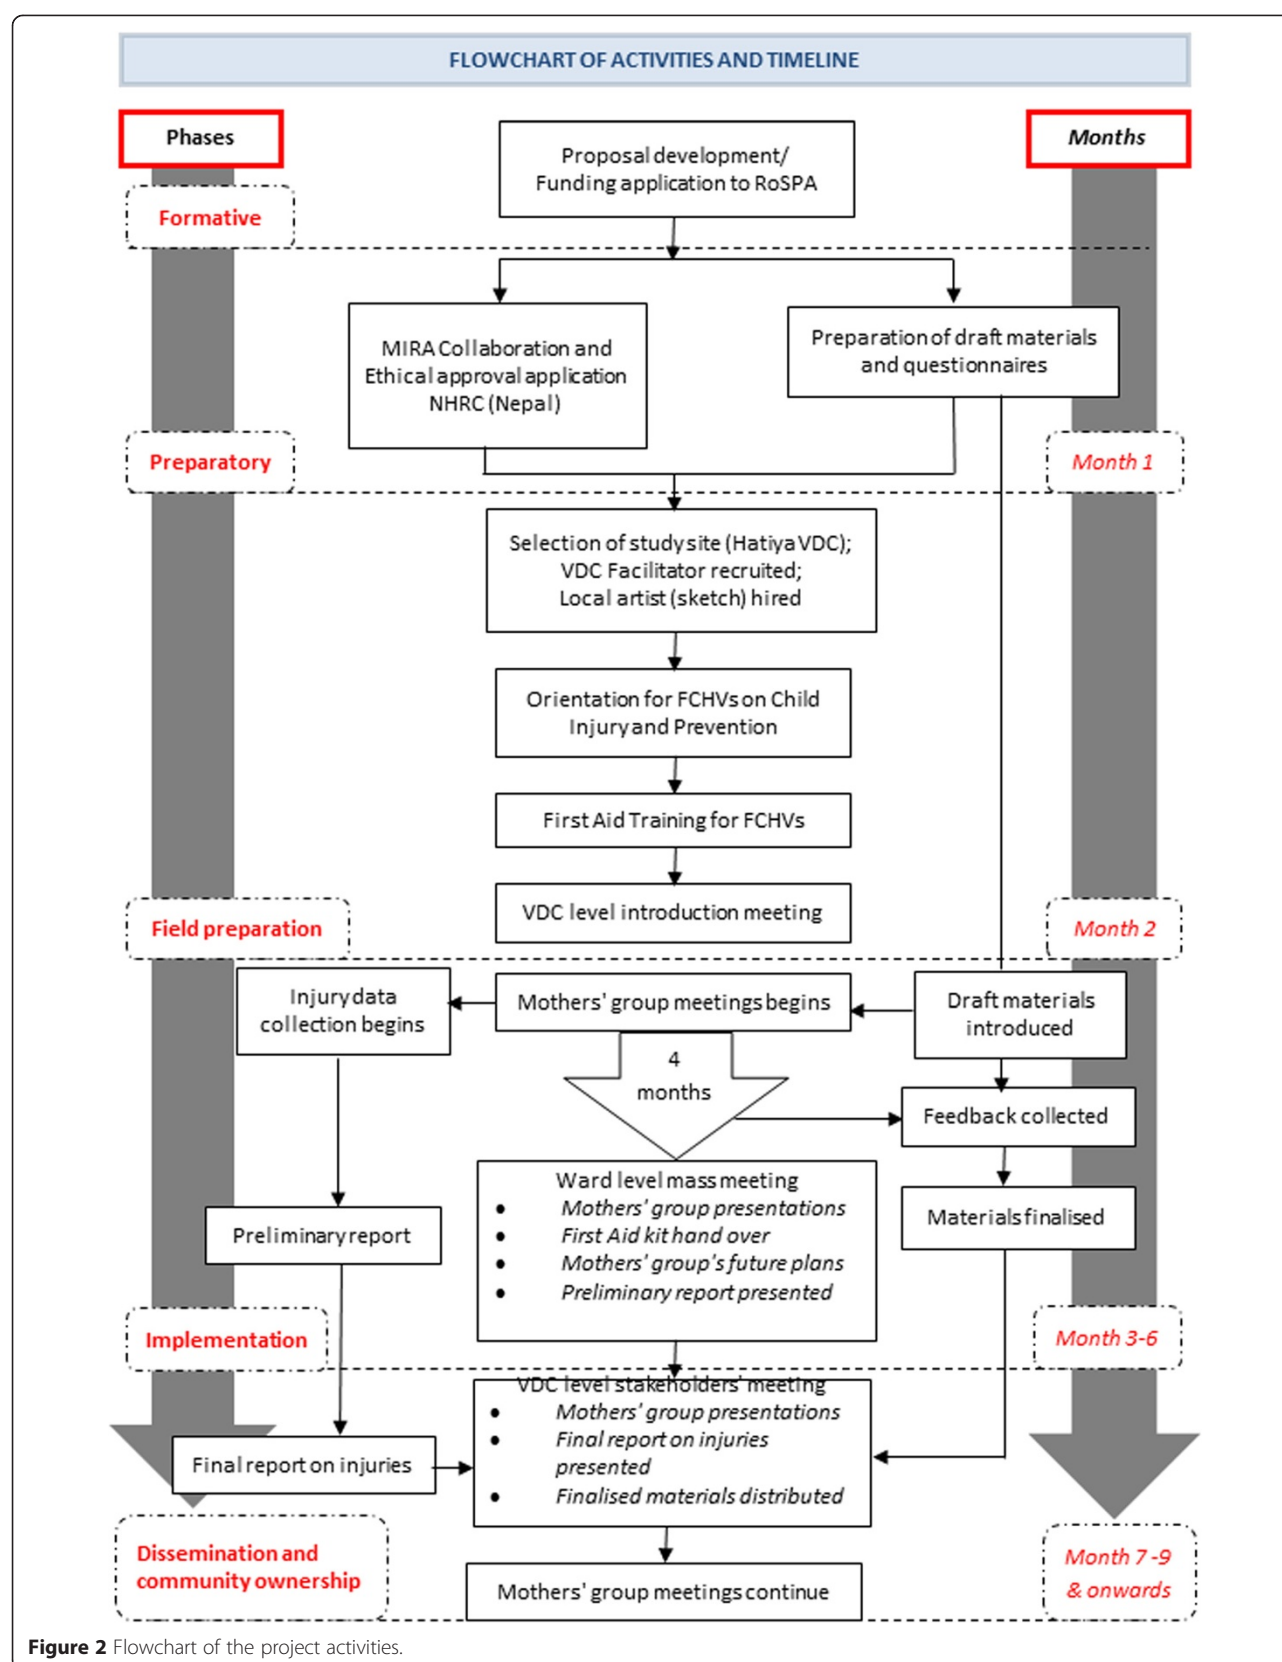 FLOWCHART OF ACTIVITIES AND TIMELINE
Phases
Months
Proposal development/
Funding application to RoSPA
Formative
MIRA Collaboration and
Ethical approval application
NHRC (Nepal)
Preparation of draft materials
and questionnaires
Preparatory
Month 1
Selection of study site (Hatiya VDC);
VDC Facilitator recruited;
Local artist (sketch) hired
Orientation for FCHVs on Child
Injury and Prevention
First Aid Training for FCHVs
VDC level introduction meeting
Field preparation
Month 2
Injury data
collection begins
Mothers' group meetings begins
Draft materials
introduced
4
months
Feedback collected
Ward level mass meeting
• Mothers' group presentations
• First Aid kit hand over
• Mothers' group's future plans
• Preliminary report presented
Preliminary report
Materials finalised
Implementation
Month 3-6
VDC level stakeholders' meeting
• Mothers' group presentations
• Final report on injuries
presented
• Finalised materials distributed
Final report on injuries
Dissemination and
community ownership
Month 7 -9
& onwards
Mothers' group meetings continue
Figure 2 Flowchart of the project activities.